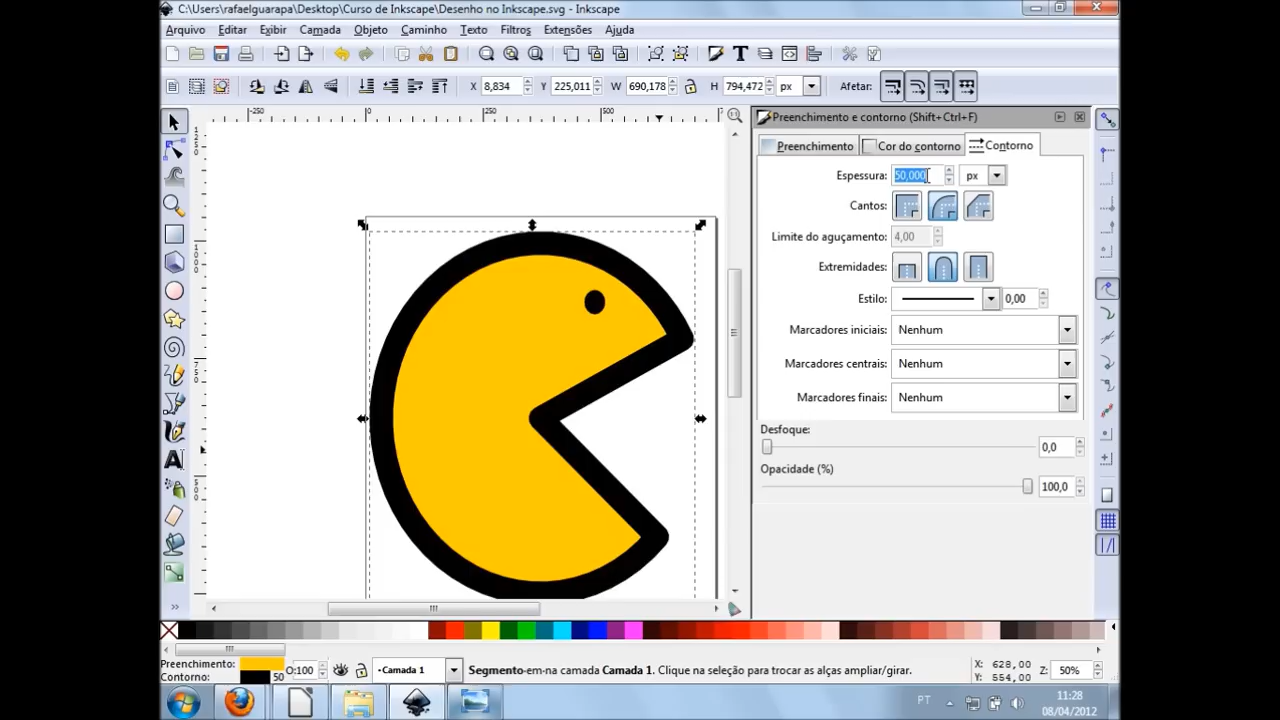 C:\Users\rafaelguarapa\Desktop\Curso de Inkscape\Desenho no Inkscape.svg - Inkscape
Arquivo Editar Exibir Camada Objeto Caminho Texto Filtros Extensões Ajuda
X 8,834 Y 225,011 W 690,178 H 794,472 px Afetar:
-250 0 250 500
Preenchimento e contorno (Shift+Ctrl+F)
Preenchimento Cor do contorno Contorno
Espessura: 50,000 px
Cantos:
Limite do aguçamento: 4,00
Extremidades:
Estilo: 0,00
Marcadores iniciais: Nenhum
Marcadores centrais: Nenhum
Marcadores finais: Nenhum
Desfoque:
0,0
Opacidade (%)
100,0
Preenchimento: O: 100 •Camada 1 Segmento em na camada Camada 1. Clique na seleção para trocar as alças ampliar/girar. X: 628,00 Z: 50%
Contorno: 50 Y: 554,00
PT 11:28
08/04/2012